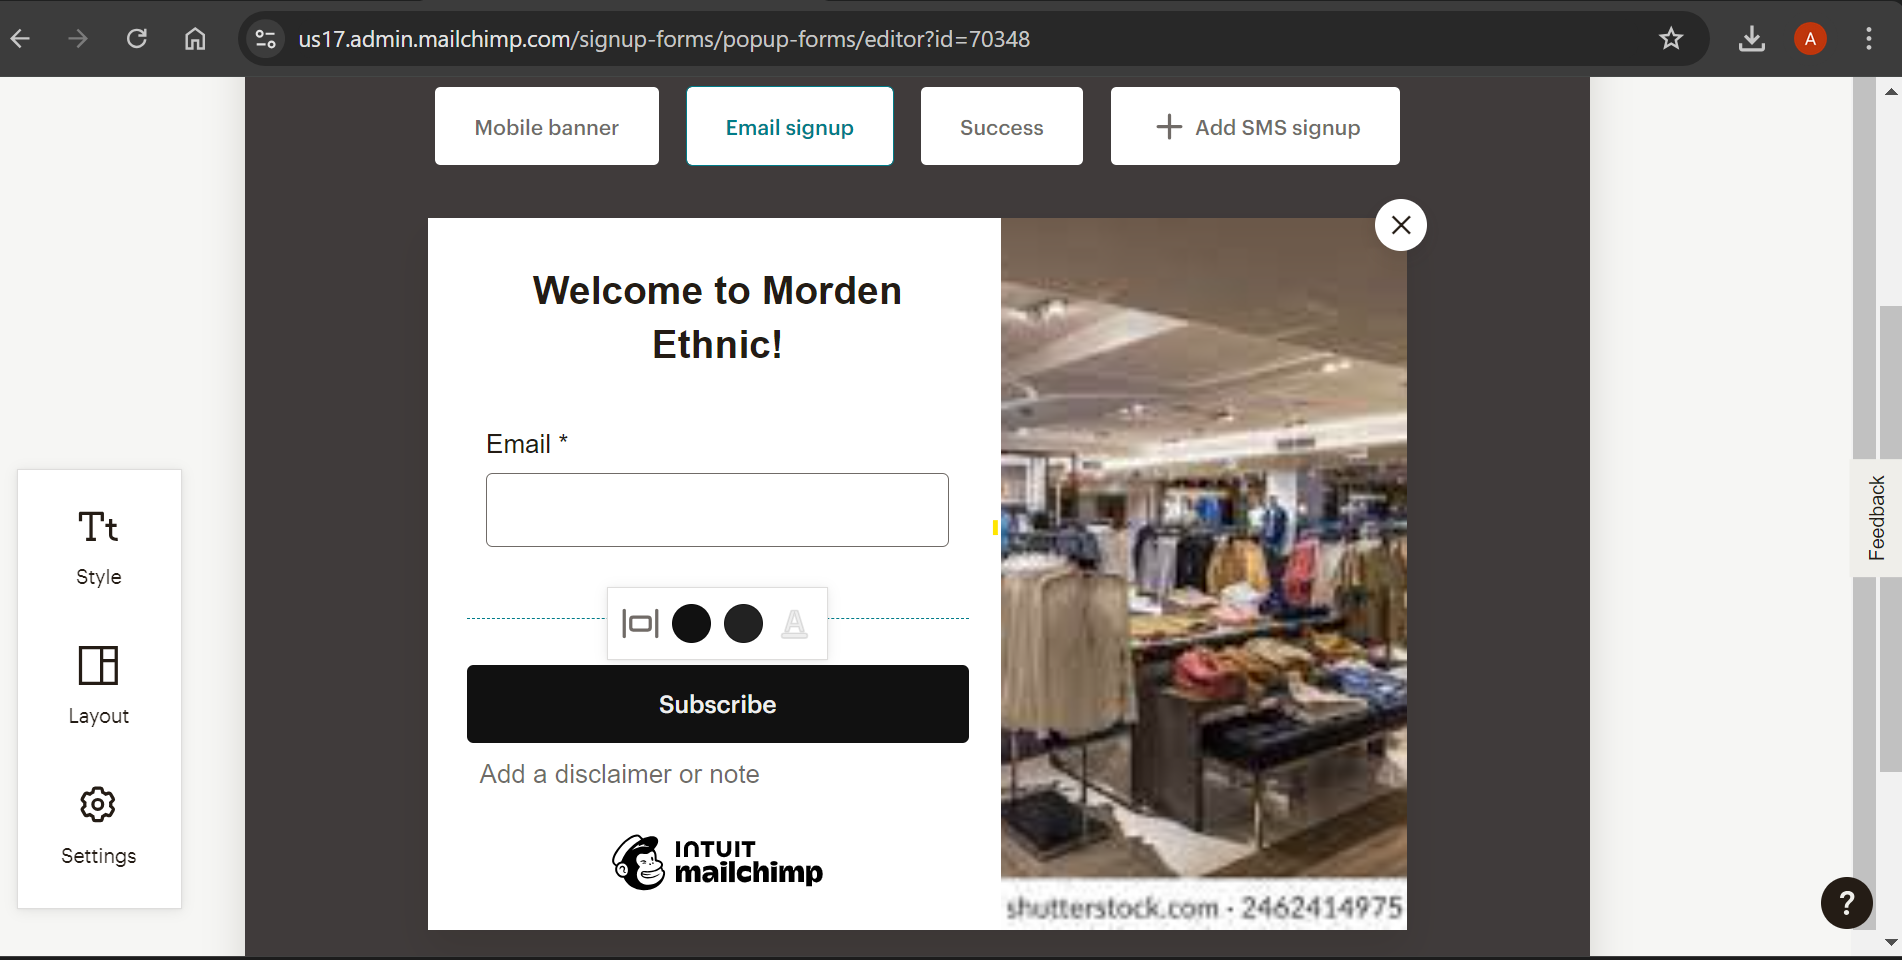 us17.admin.mailchimp.com/signup-forms/popup-forms/editor?id=70348
A
Mobile banner
Email signup
Success
Add SMS signup
Welcome to Morden
Ethnic!
Email *
Subscribe
Add a disclaimer or note
INTUIT
mailchimp
shutterstock.com · 2462414975
Tt
Style
Layout
Settings
A
Feedback
?